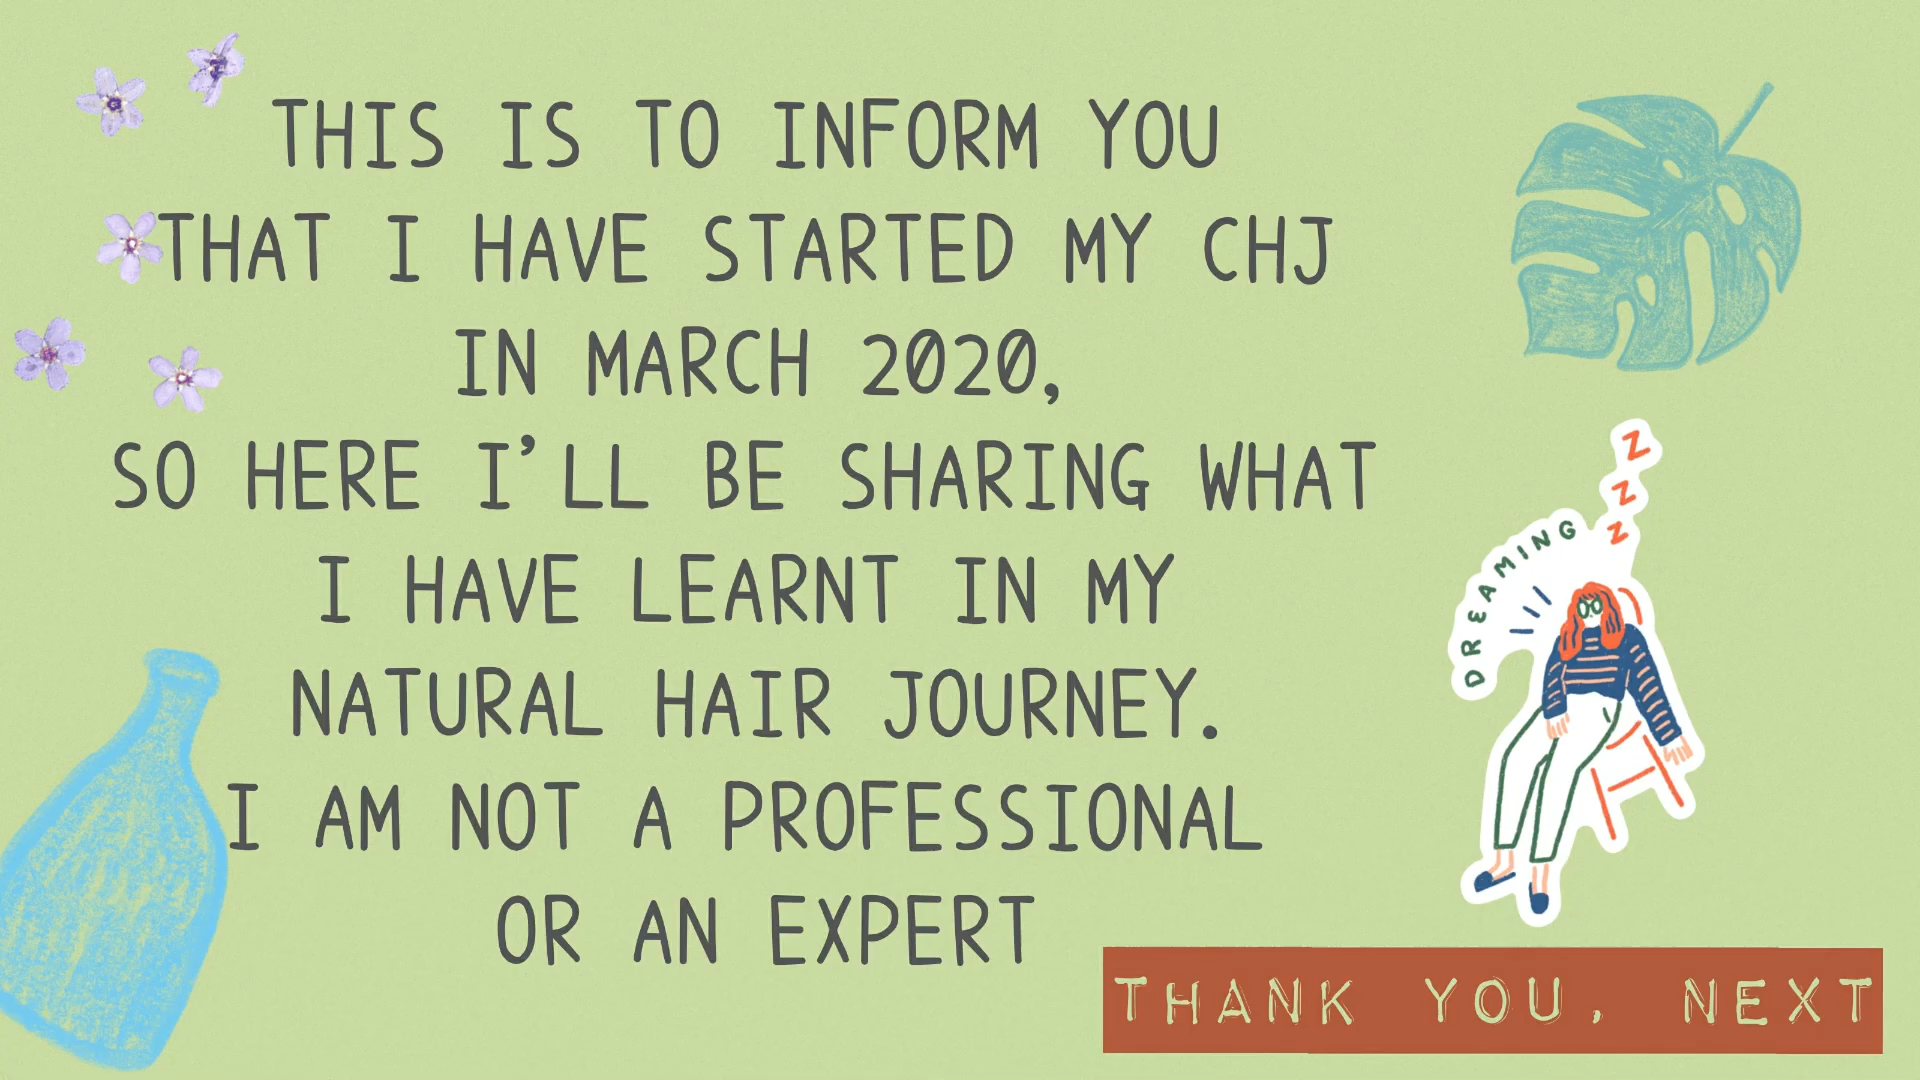 THIS IS TO INFORM YOU
THAT I HAVE STARTED MY CHJ
IN MARCH 2020,
SO HERE I'LL BE SHARING WHAT
I HAVE LEARNT IN MY
NATURAL HAIR JOURNEY.
I AM NOT A PROFESSIONAL
OR AN EXPERT
Z
Z
Z
DREAMING
THANK YOU, NEXT